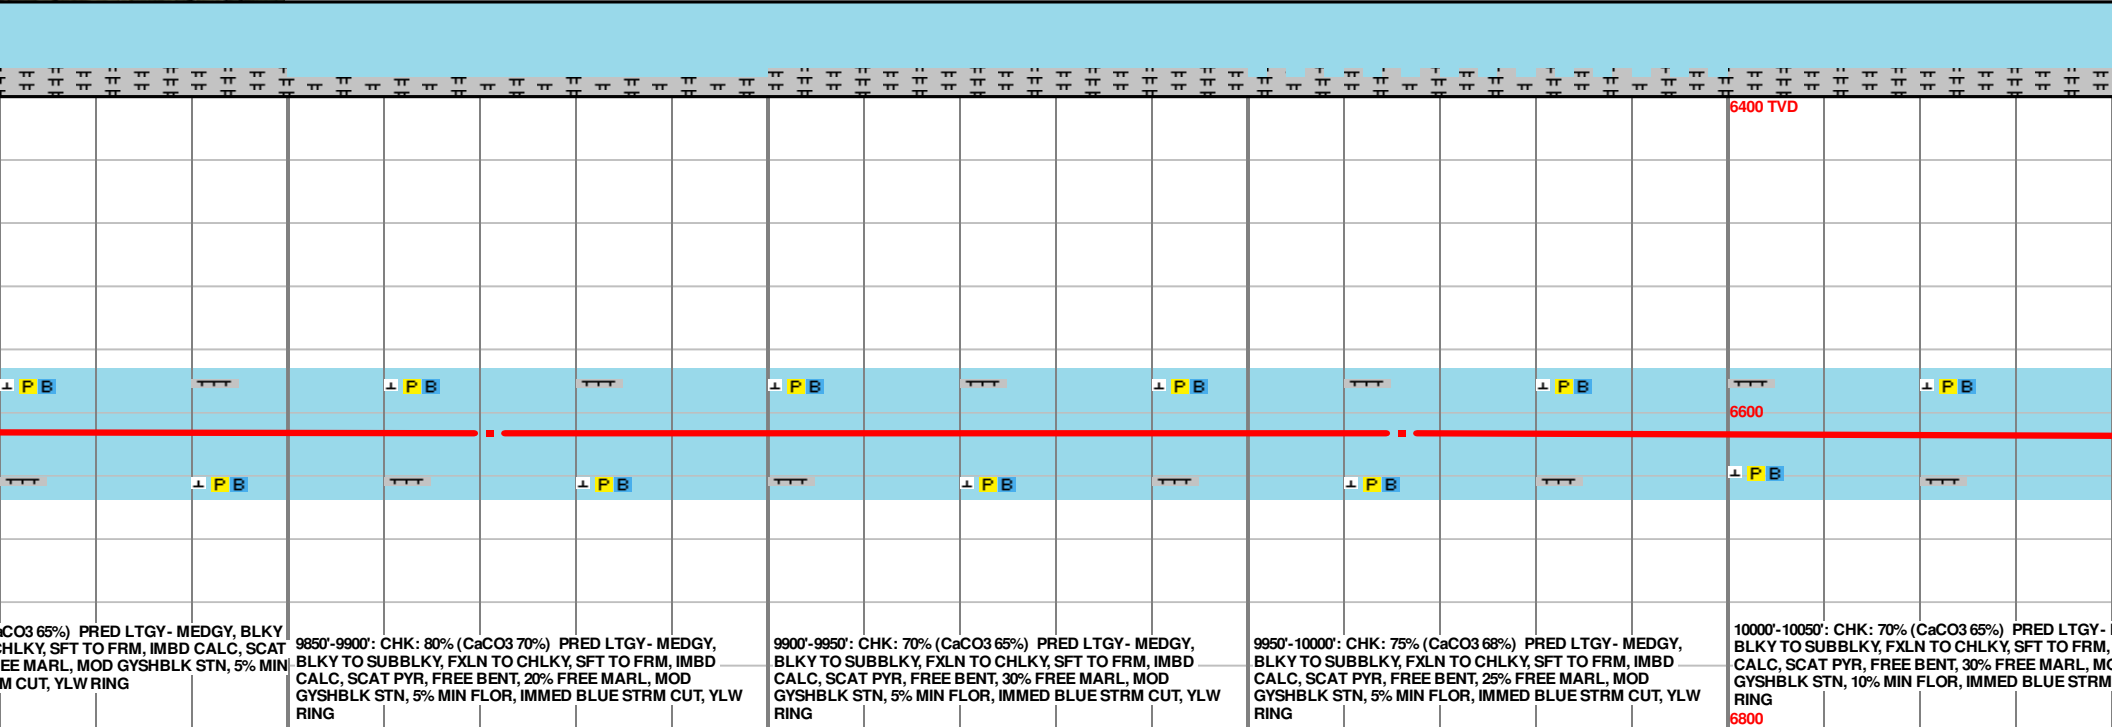 6400 TVD
P B
P B
P B
P B
P B
P B
6600
P B
P B
P B
P B
P B
CO3 65%) PRED LTGY- MEDGY, BLKY
CHLKY, SFT TO FRM, IMBD CALC, SCAT
EE MARL, MOD GYSHBLK STN, 5% MIN
M CUT, YLW RING
9850'-9900': CHK: 80% (CaCO3 70%) PRED LTGY- MEDGY,
BLKY TO SUBBLKY, FXLN TO CHLKY, SFT TO FRM, IMBD
CALC, SCAT PYR, FREE BENT, 20% FREE MARL, MOD
GYSHBLK STN, 5% MIN FLOR, IMMED BLUE STRM CUT, YLW
RING
9900'-9950': CHK: 70% (CaCO3 65%) PRED LTGY- MEDGY,
BLKY TO SUBBLKY, FXLN TO CHLKY, SFT TO FRM, IMBD
CALC, SCAT PYR, FREE BENT, 30% FREE MARL, MOD
GYSHBLK STN, 5% MIN FLOR, IMMED BLUE STRM CUT, YLW
RING
9950'-10000': CHK: 75% (CaCO3 68%) PRED LTGY- MEDGY,
BLKY TO SUBBLKY, FXLN TO CHLKY, SFT TO FRM, IMBD
CALC, SCAT PYR, FREE BENT, 25% FREE MARL, MOD
GYSHBLK STN, 5% MIN FLOR, IMMED BLUE STRM CUT, YLW
RING
10000'-10050': CHK: 70% (CaCO3 65%) PRED LTGY-
BLKY TO SUBBLKY, FXLN TO CHLKY, SFT TO FRM,
CALC, SCAT PYR, FREE BENT, 30% FREE MARL, MO
GYSHBLK STN, 10% MIN FLOR, IMMED BLUE STRM
RING
6800